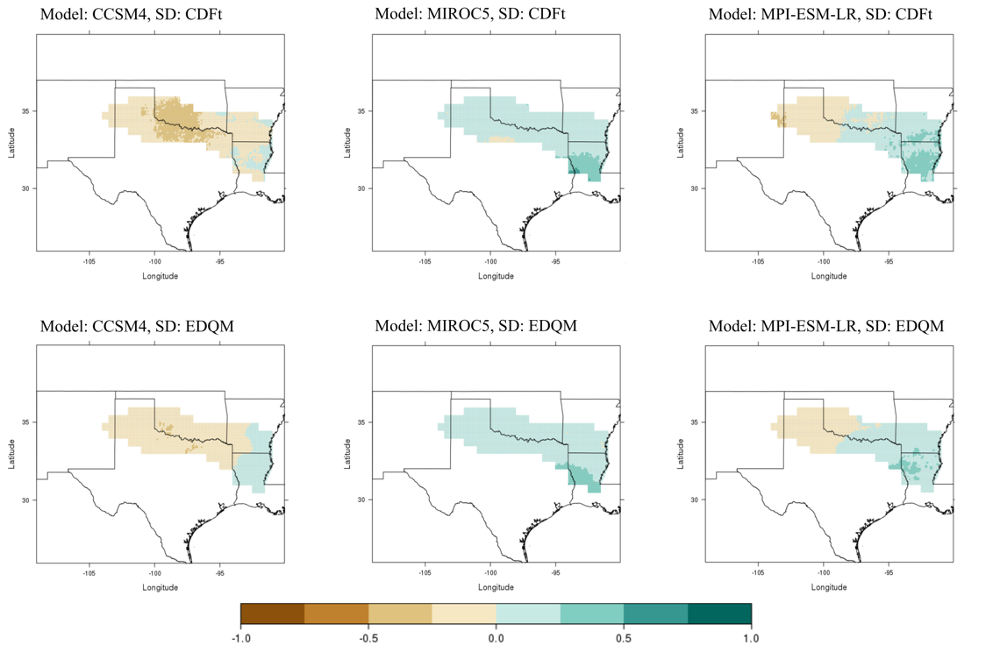 Model: CCSM4, SD: CDFt
Model: MIROC5, SD: CDFt
Model: MPI-ESM-LR, SD: CDFt
Latitude
35
30
-105
-100
-95
Longitude
Latitude
35
30
-105
-100
-95
Longitude
Latitude
35
30
-105
-100
-95
Longitude
Model: CCSM4, SD: EDQM
Model: MIROC5, SD: EDQM
Model: MPI-ESM-LR, SD: EDQM
Latitude
35
30
-105
-100
-95
Longitude
Latitude
35
30
-105
-100
-95
Longitude
Latitude
35
30
-105
-100
-95
Longitude
-1.0
-0.5
0.0
0.5
1.0